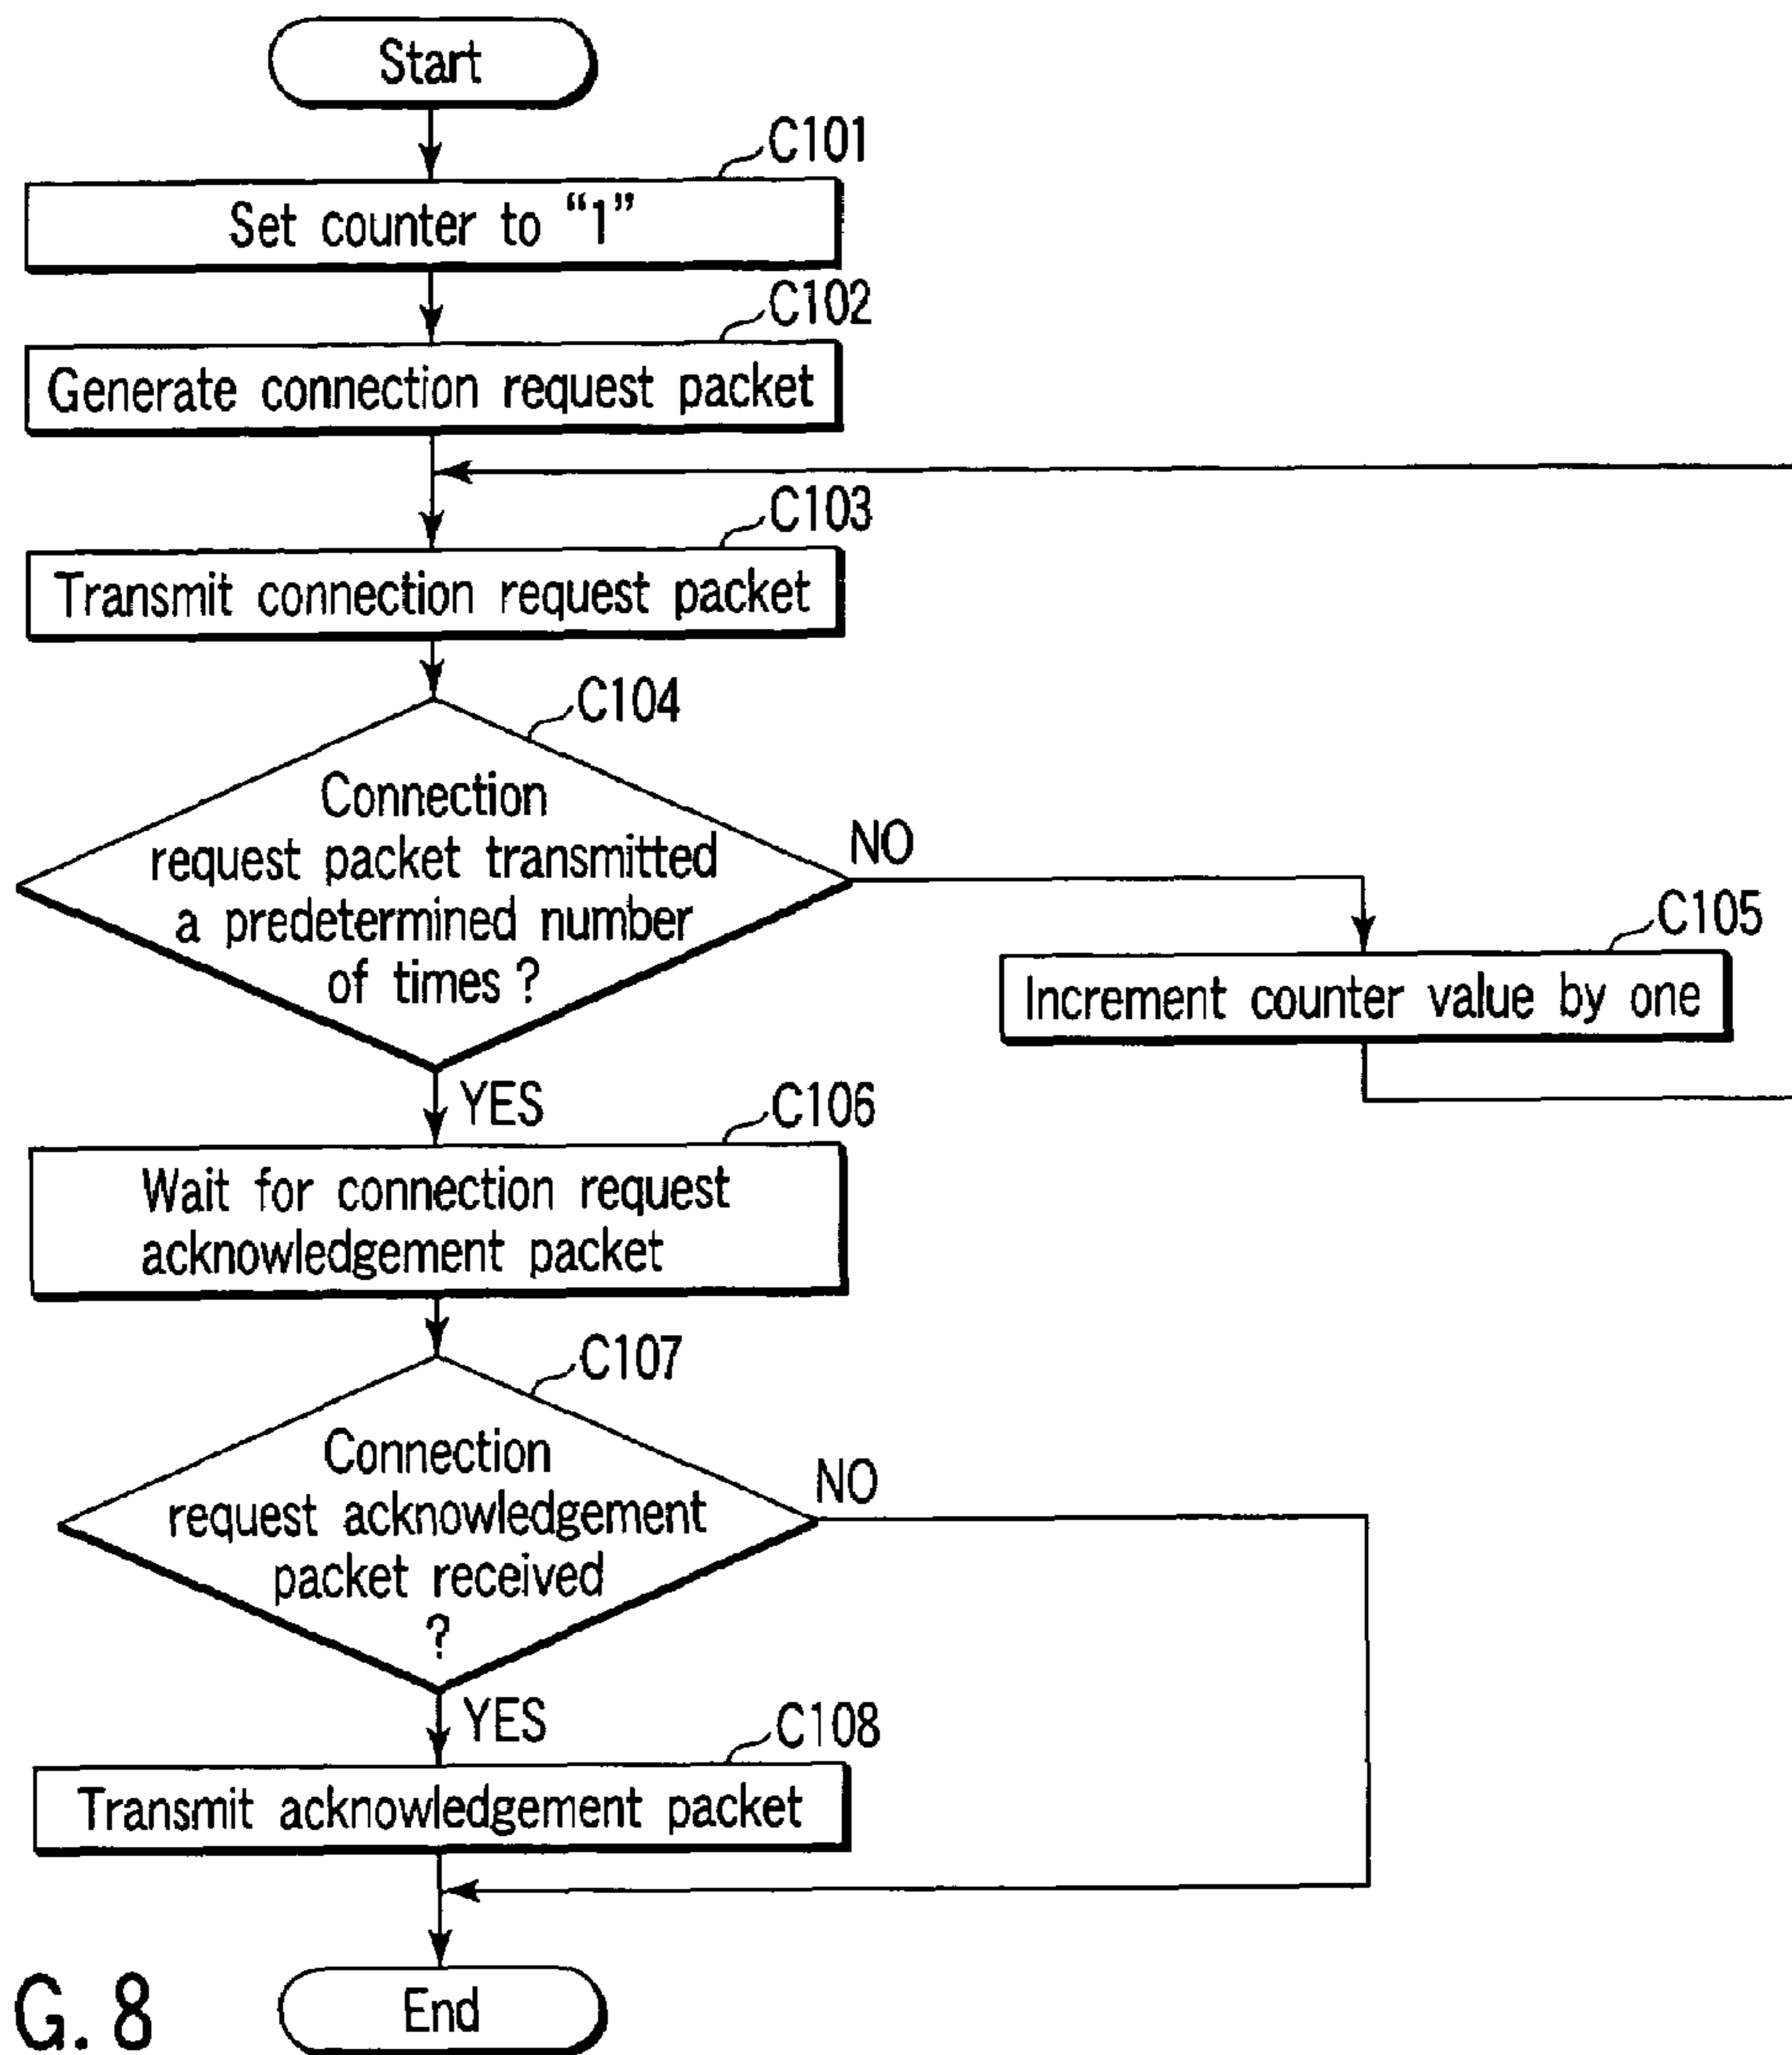 Start
C101
Set counter to “1”
C102
Generate connection request packet
C103
Transmit connection request packet
C104
Connection
request packet transmitted
a predetermined number
of times ?
NO
C105
Increment counter value by one
YES
C106
Wait for connection request
acknowledgement packet
C107
Connection
request acknowledgement
packet received
?
NO
YES
C108
Transmit acknowledgement packet
End
G. 8